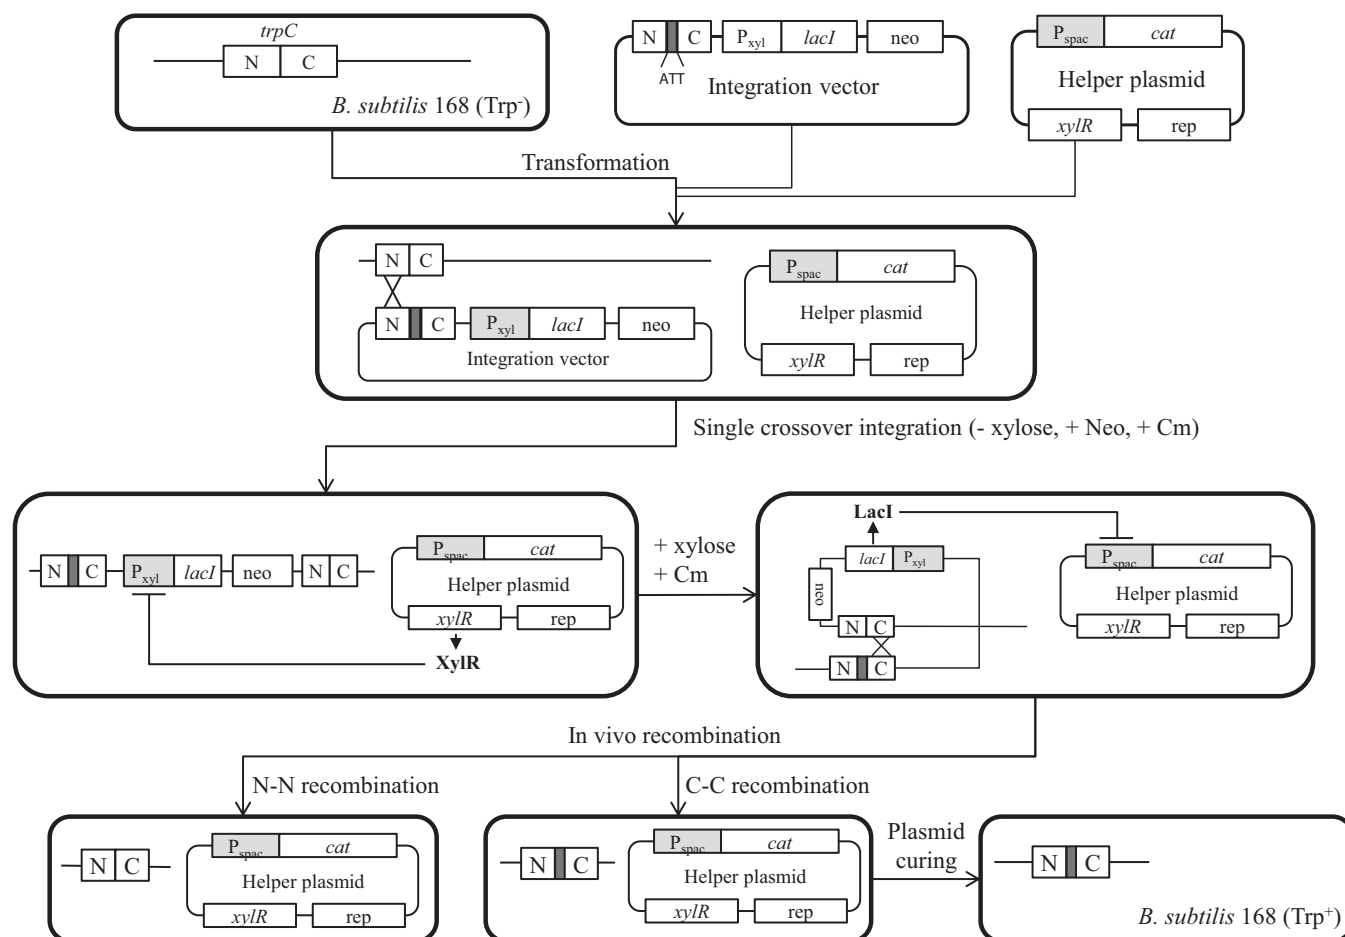 trpC
N C
B. subtilis 168 (Trp-)
N C Pxyl lacI neo
ATT
Integration vector
Pspac cat
Helper plasmid
xylR rep
Transformation
N C
N C Pxyl lacI neo
Integration vector
Pspac cat
Helper plasmid
xylR rep
Single crossover integration (- xylose, + Neo, + Cm)
N C Pxyl lacI neo N C
Pspac cat
Helper plasmid
xylR rep
XylR
+ xylose
+ Cm
LacI
lacI Pxyl
neo
N C
N C
Pspac cat
Helper plasmid
xylR rep
In vivo recombination
N-N recombination
C-C recombination
N C
Pspac cat
Helper plasmid
xylR rep
N C
Pspac cat
Helper plasmid
xylR rep
Plasmid
curing
N C
B. subtilis 168 (Trp+)